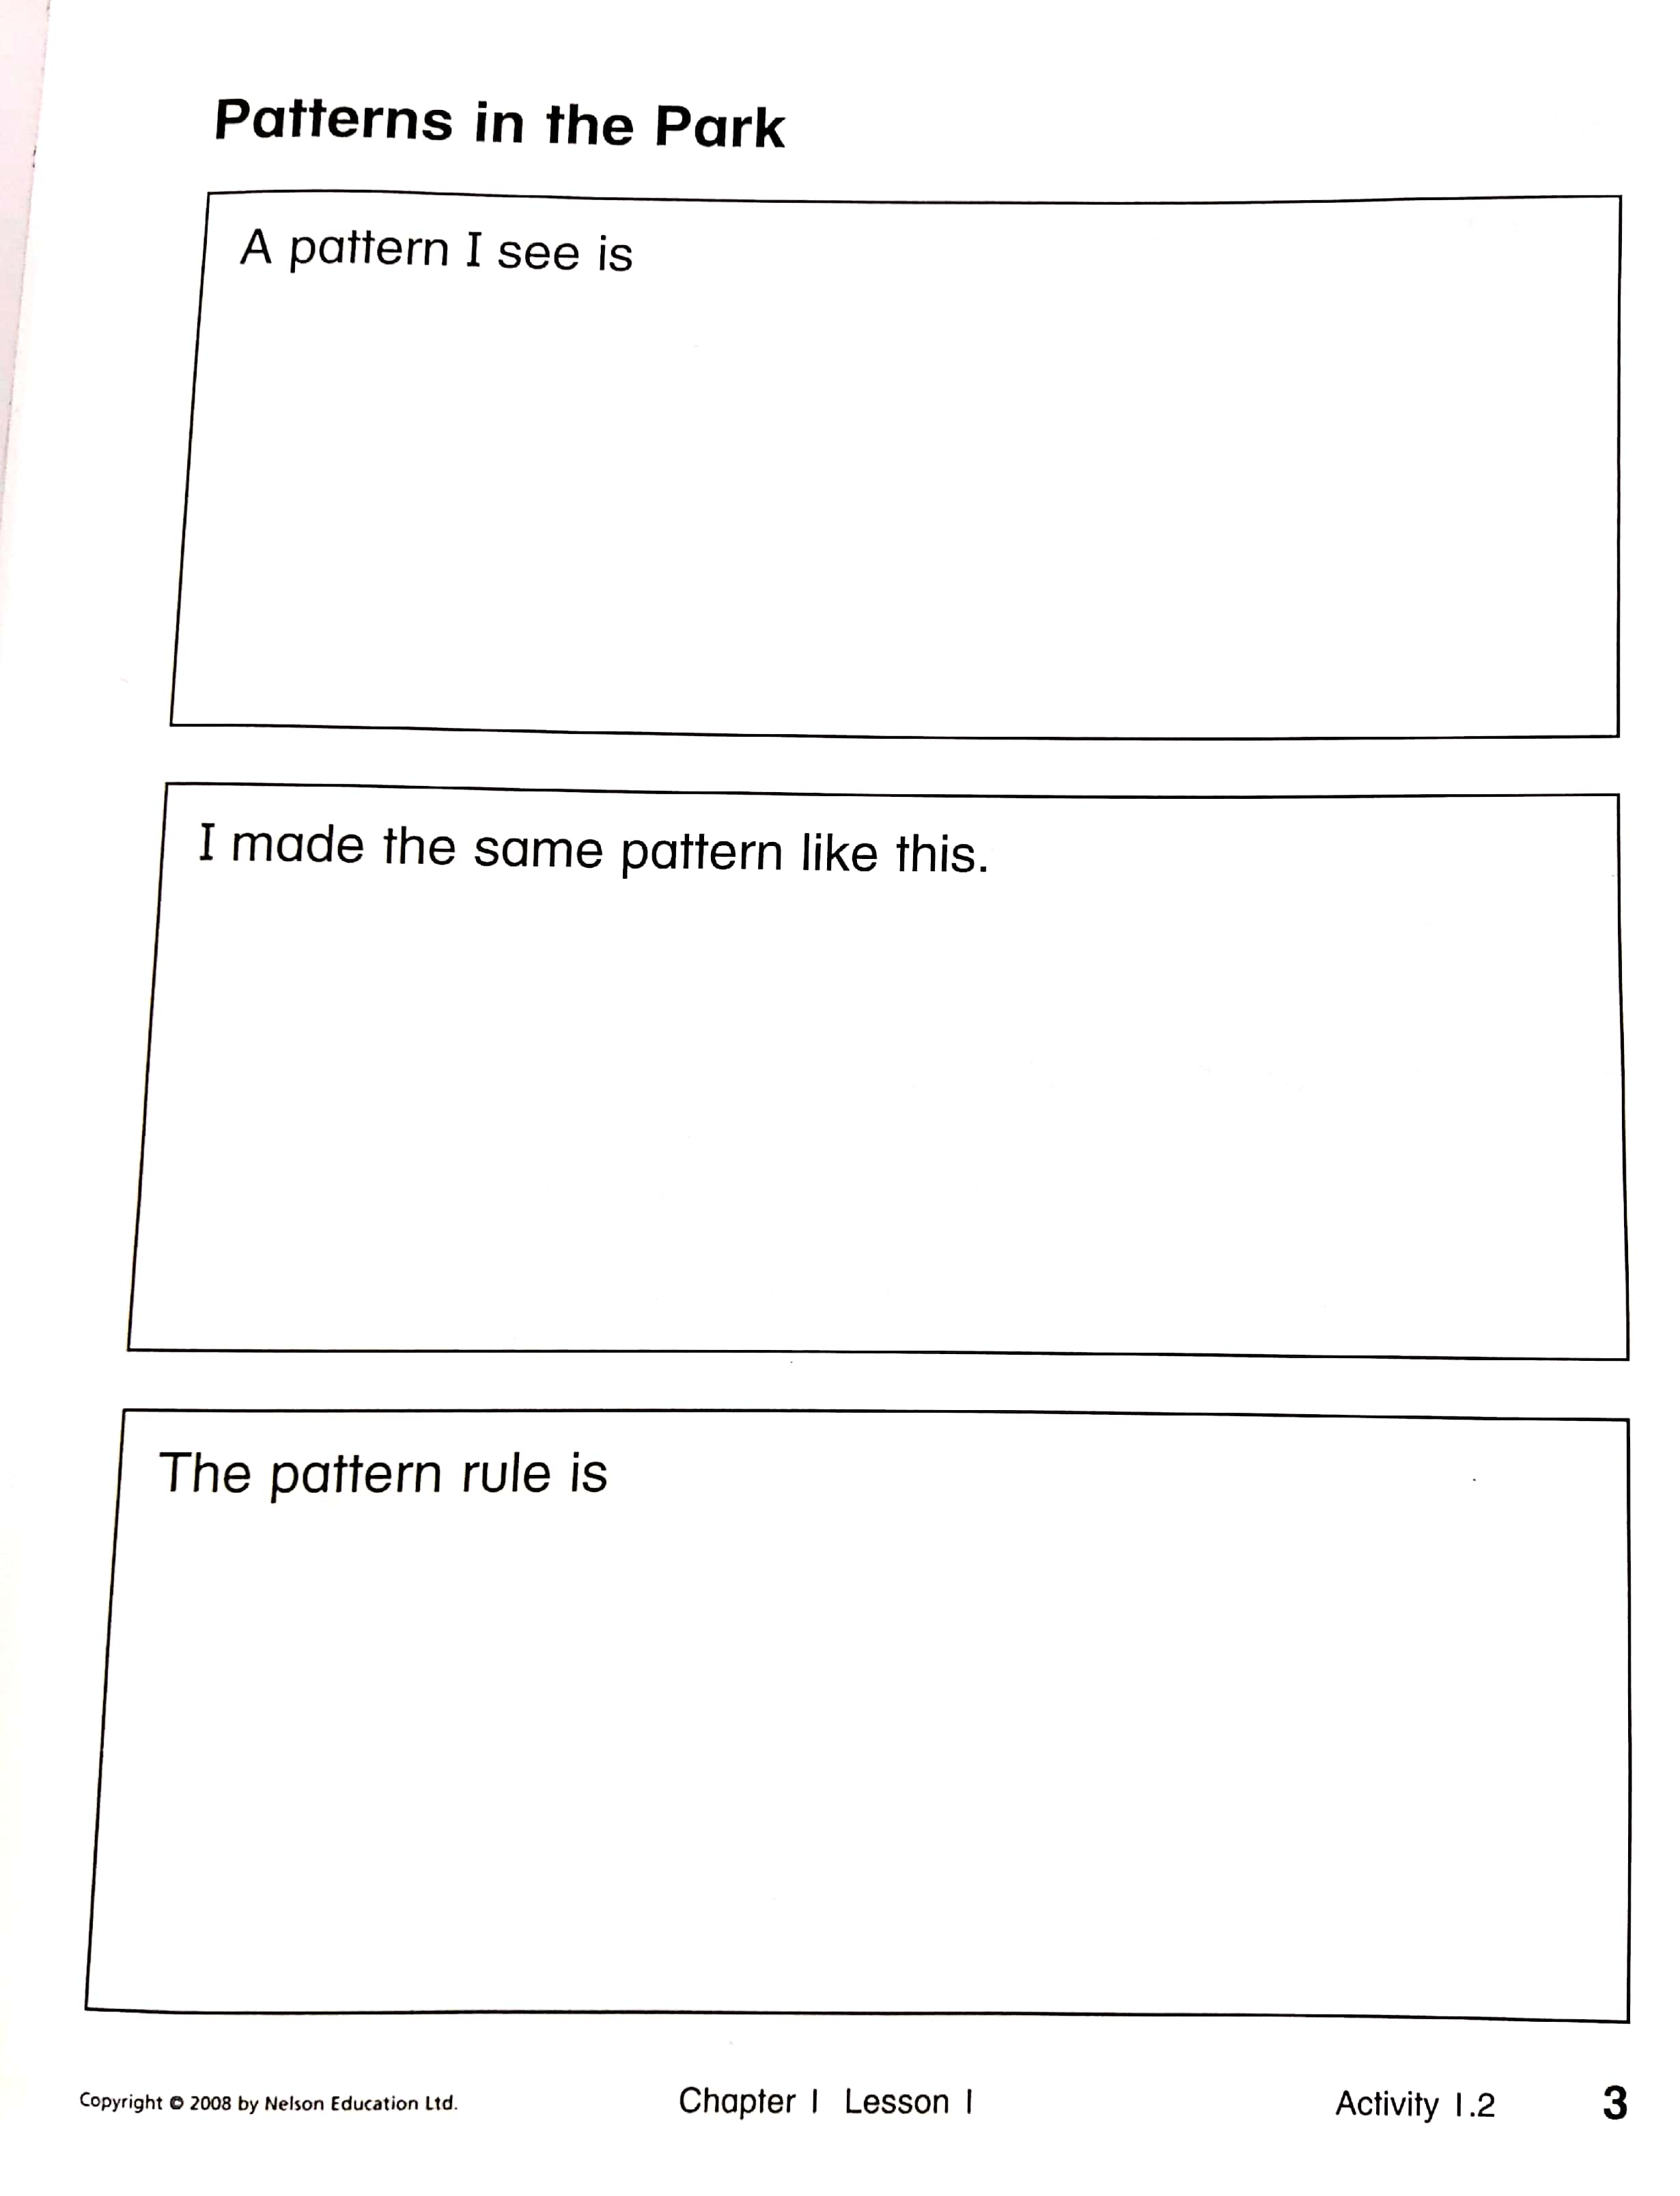 Patterns in the Park
A pattern I see is
I made the same pattern like this.
The pattern rule is
Copyright © 2008 by Nelson Education Ltd. Chapter 1 Lesson 1 Activity 1.2 3